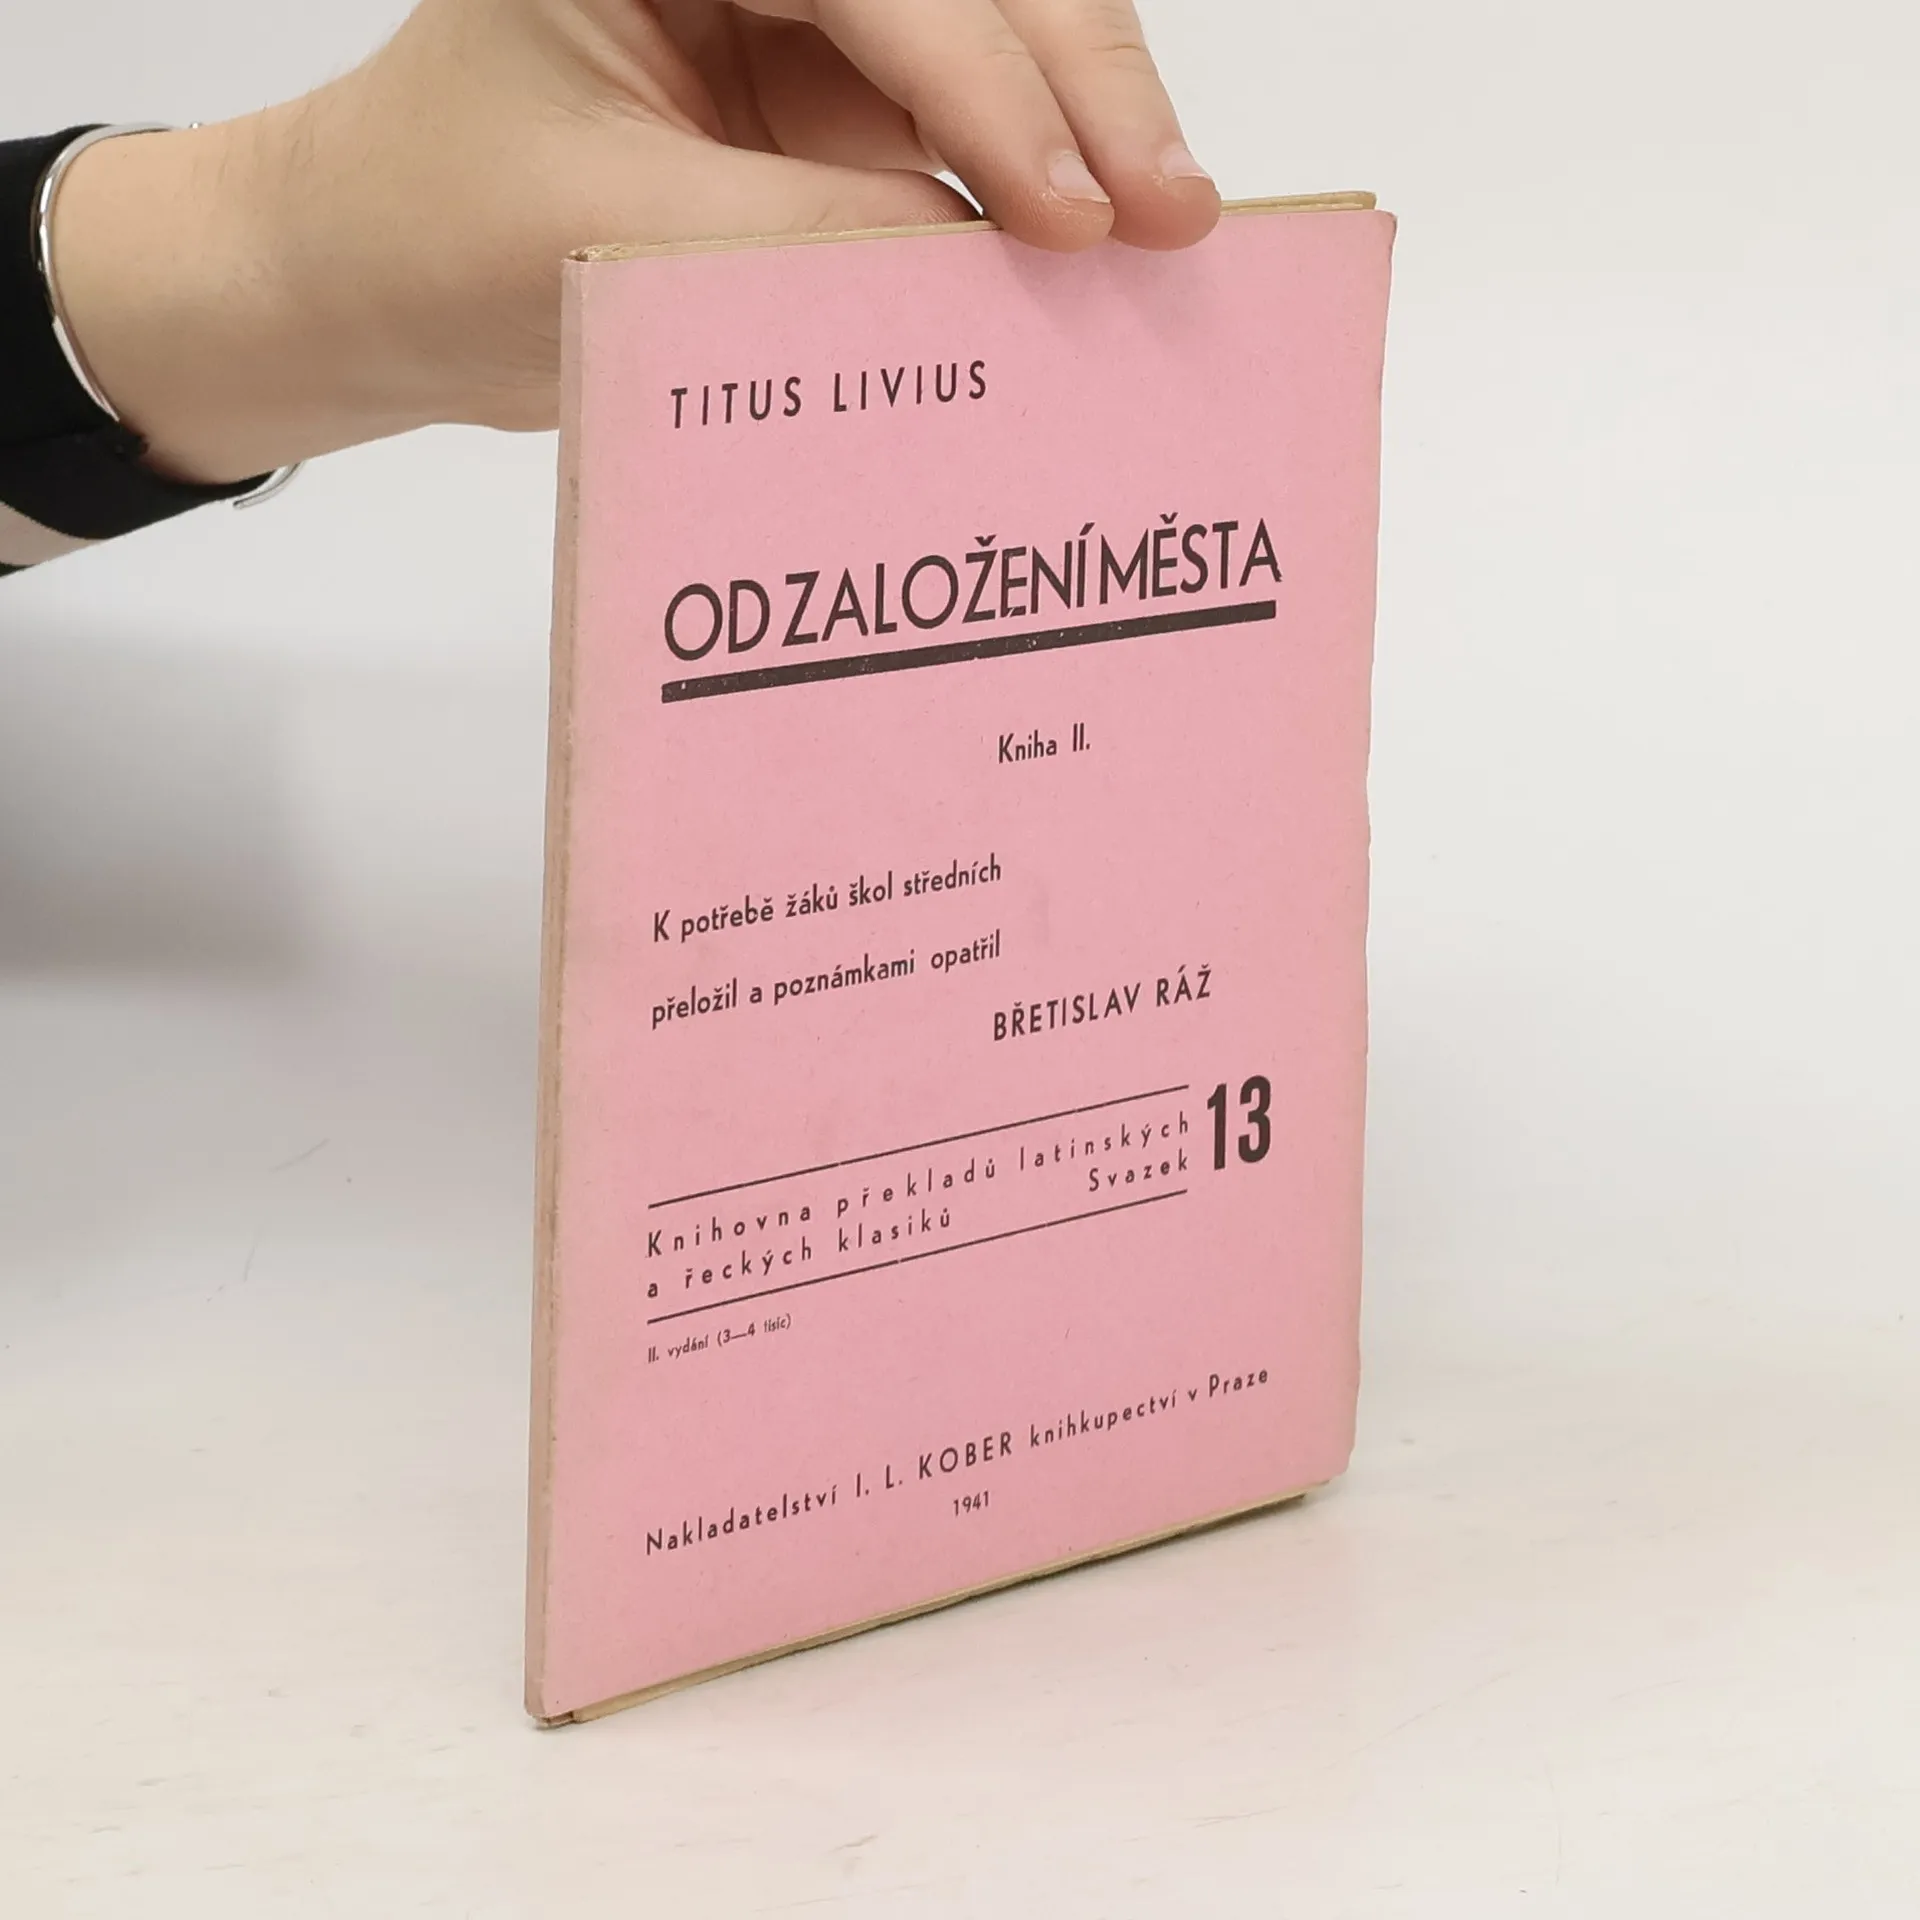 TITUS LIVIUS
OD ZALOŽENÍ MĚSTA
Kniha II.
K potřebě žáků škol středních
přeložil a poznámkami opatřil
BŘETISLAV RÁŽ
Knihovna překladů latinských
a řeckých klasiků Svazek 13
II. vydání (3—4 tisíc)
Nakladatelství I. L. KOBER knihkupectví v Praze
1941